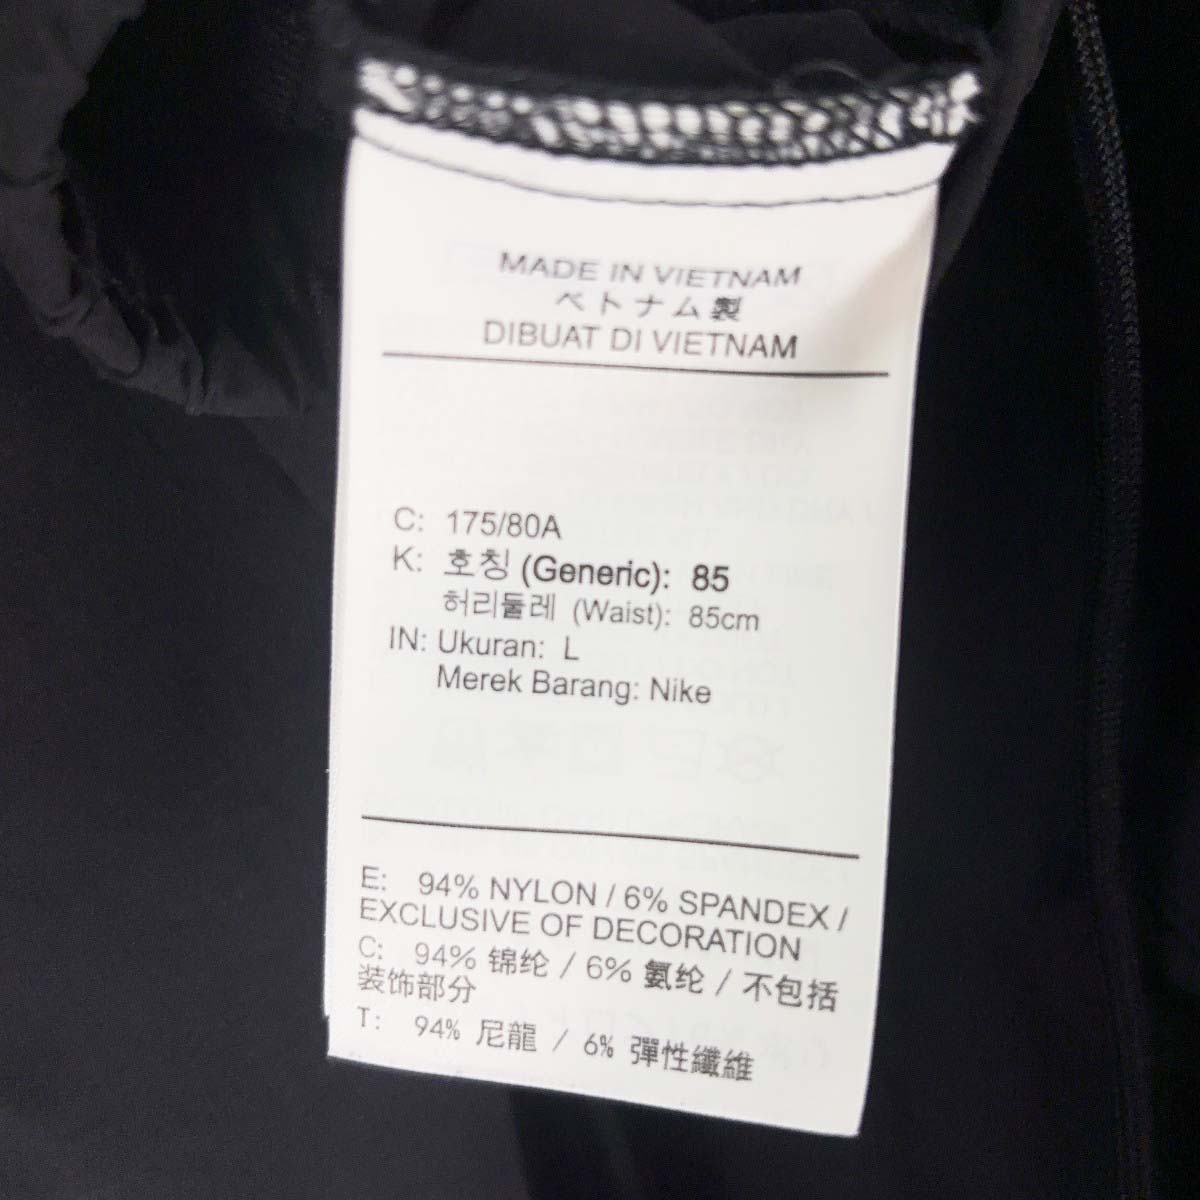 MADE IN VIETNAM
ベトナム製
DIBUAT DI VIETNAM
C: 175/80A
K: 호칭 (Generic): 85
허리둘레 (Waist): 85cm
IN: Ukuran: L
Merek Barang: Nike
E: 94% NYLON / 6% SPANDEX /
EXCLUSIVE OF DECORATION
C: 94% 锦纶 / 6% 氨纶 / 不包括
装饰部分
T: 94% 尼龍 / 6% 彈性纖維